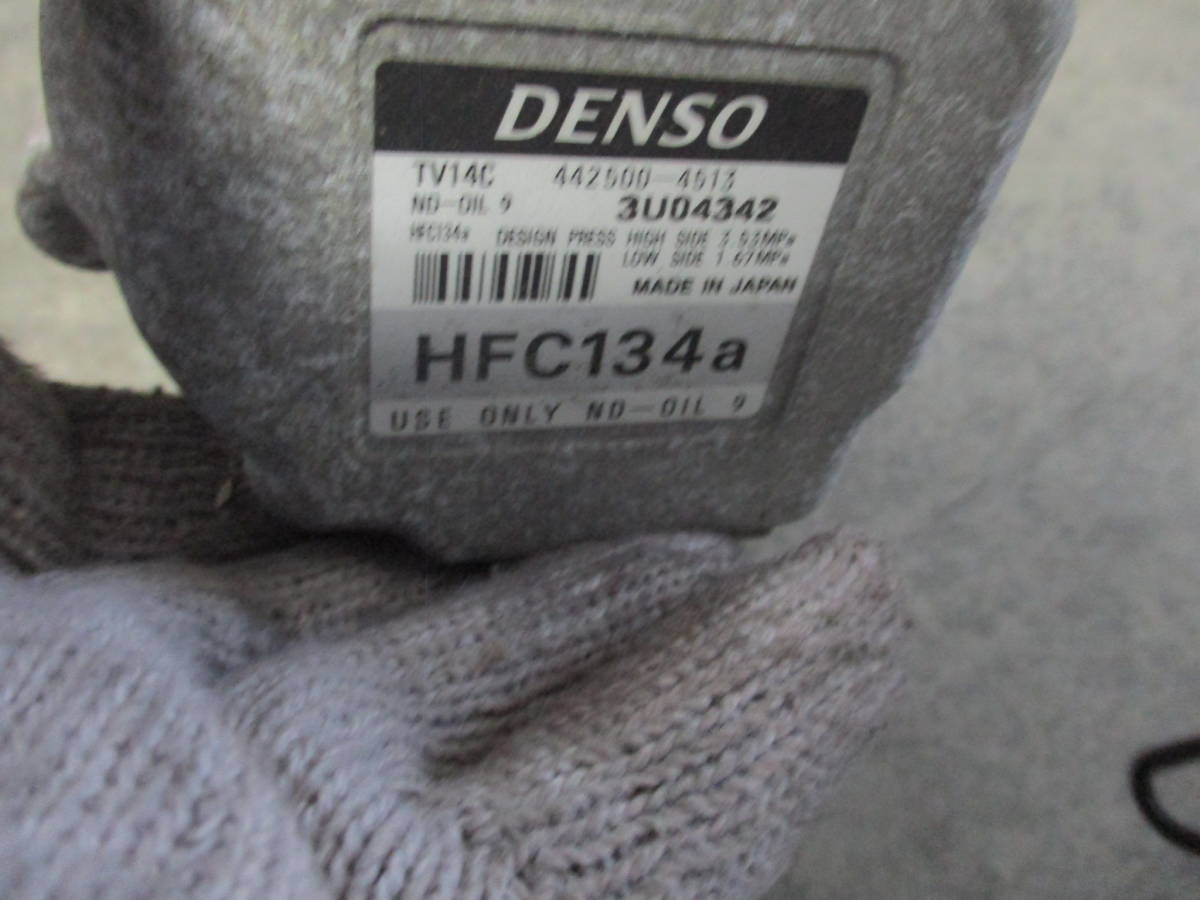 DENSO
TV14C 442500-4513
ND-OIL 9 3U04342
HFC134a DESIGN PRESS HIGH SIDE 3.53MPa
LOW SIDE 1.67MPa
MADE IN JAPAN
HFC134a
USE ONLY ND-OIL 9